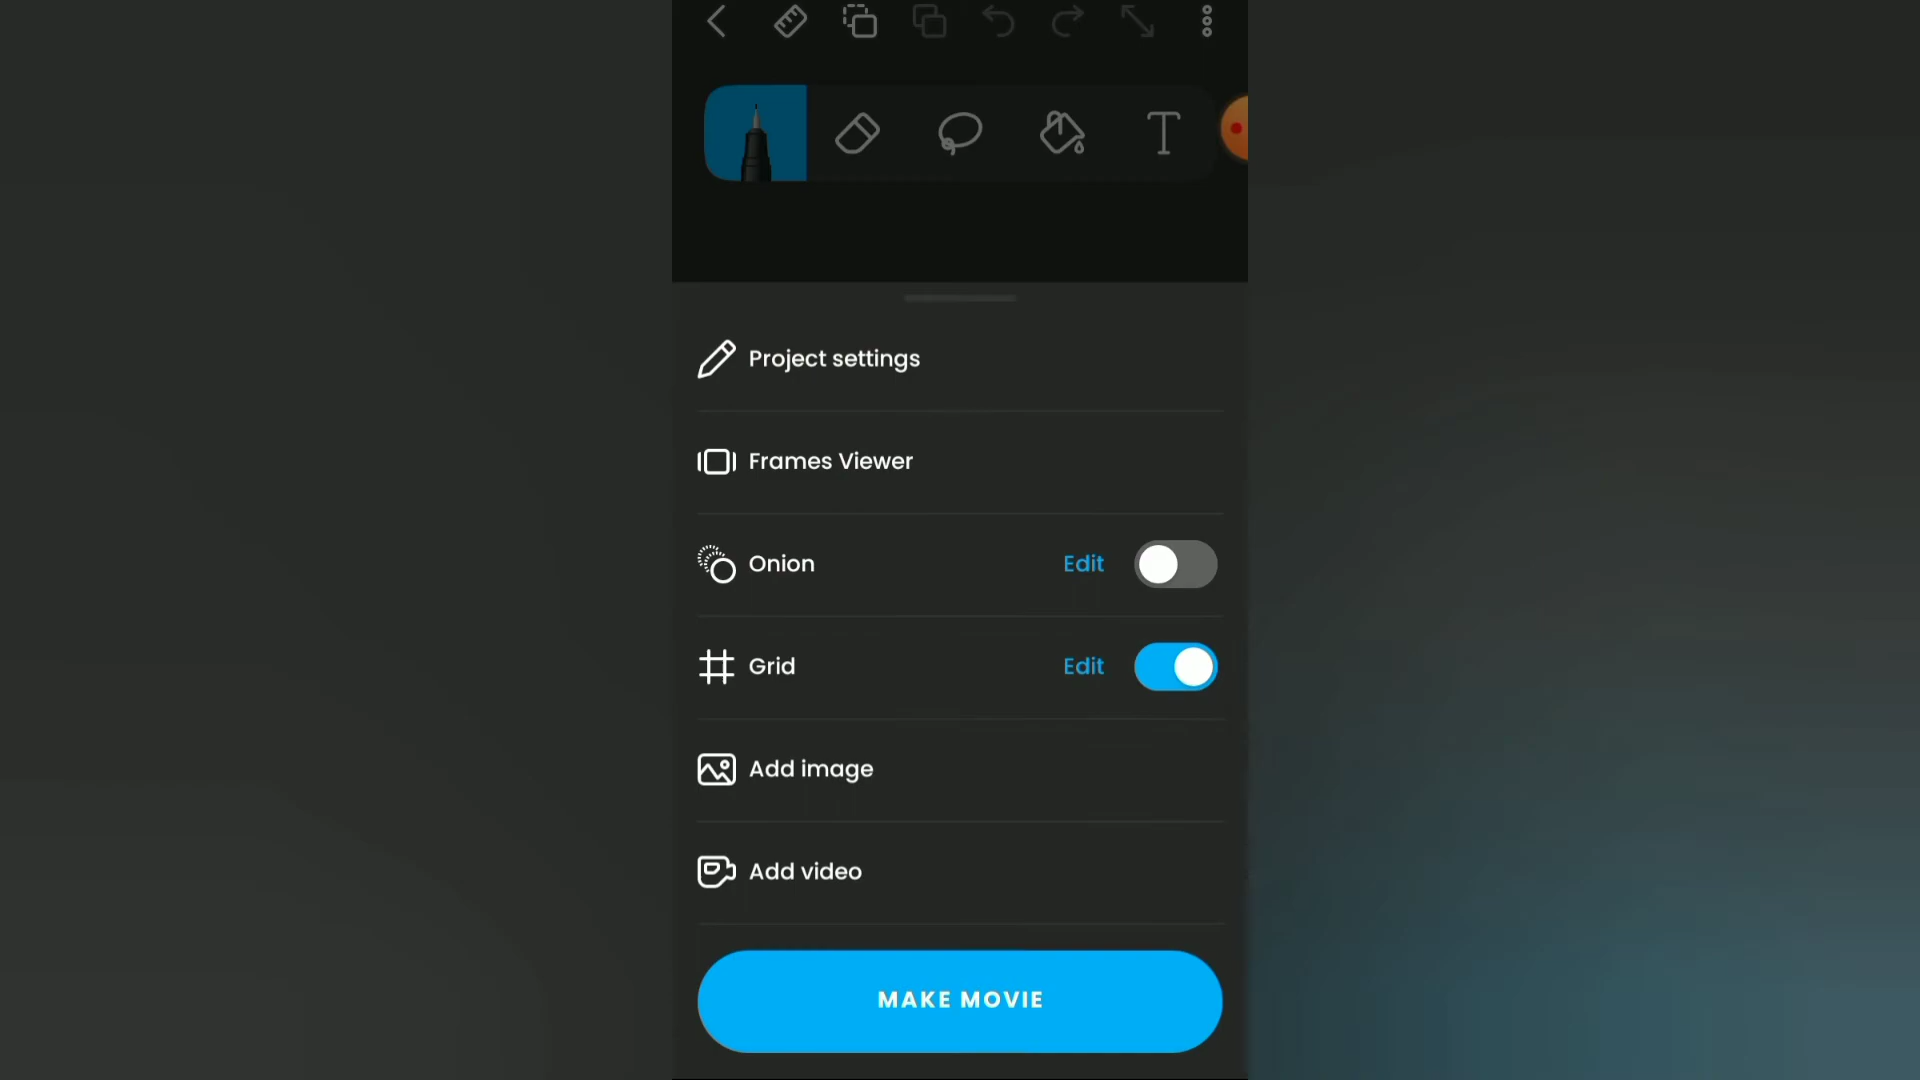 Project settings
Frames Viewer
Onion Edit
Grid Edit
Add image
Add video
MAKE MOVIE